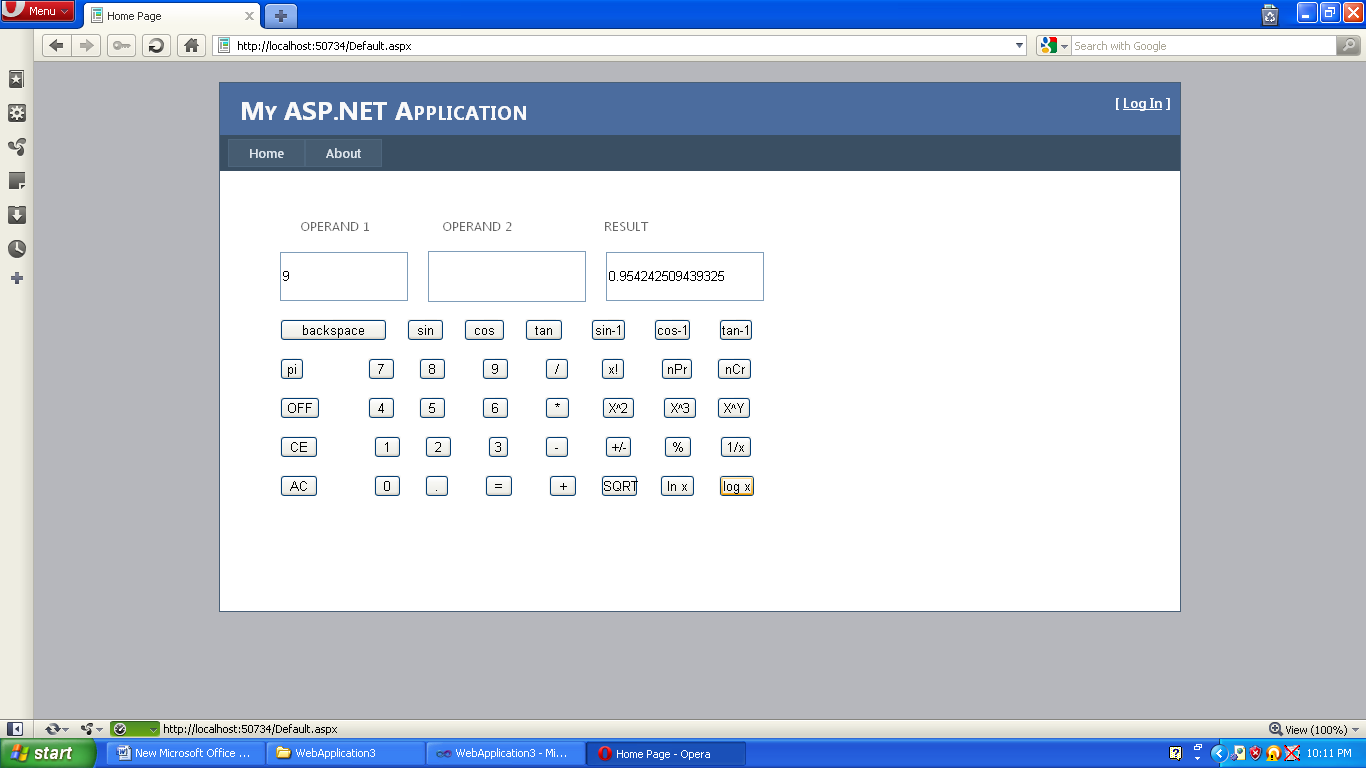 Menu
Home Page
http://localhost:50734/Default.aspx
Search with Google
My ASP.NET Application
[ Log In ]
Home About
OPERAND 1 OPERAND 2 RESULT
9 0.954242509439325
backspace sin cos tan sin-1 cos-1 tan-1
pi 7 8 9 / x! nPr nCr
OFF 4 5 6 * X^2 X^3 X^Y
CE 1 2 3 - +/- % 1/x
AC 0 . = + SQRT ln x log x
http://localhost:50734/Default.aspx
View (100%)
start
New Microsoft Office ...
WebApplication3
WebApplication3 - Mi...
Home Page - Opera
10:11 PM